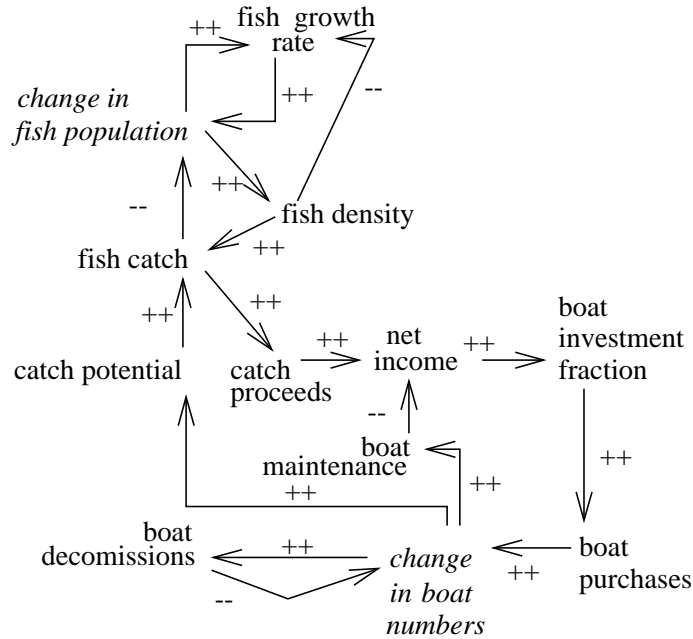 fish growth
rate
++
++
--
change in
fish population
++
--
fish density
++
fish catch
++
++
boat
investment
fraction
++
net
income
++
catch potential
catch
proceeds
--
boat
maintenance
++
++
++
boat
decomissions
++
change
in boat
numbers
++
boat
purchases
--